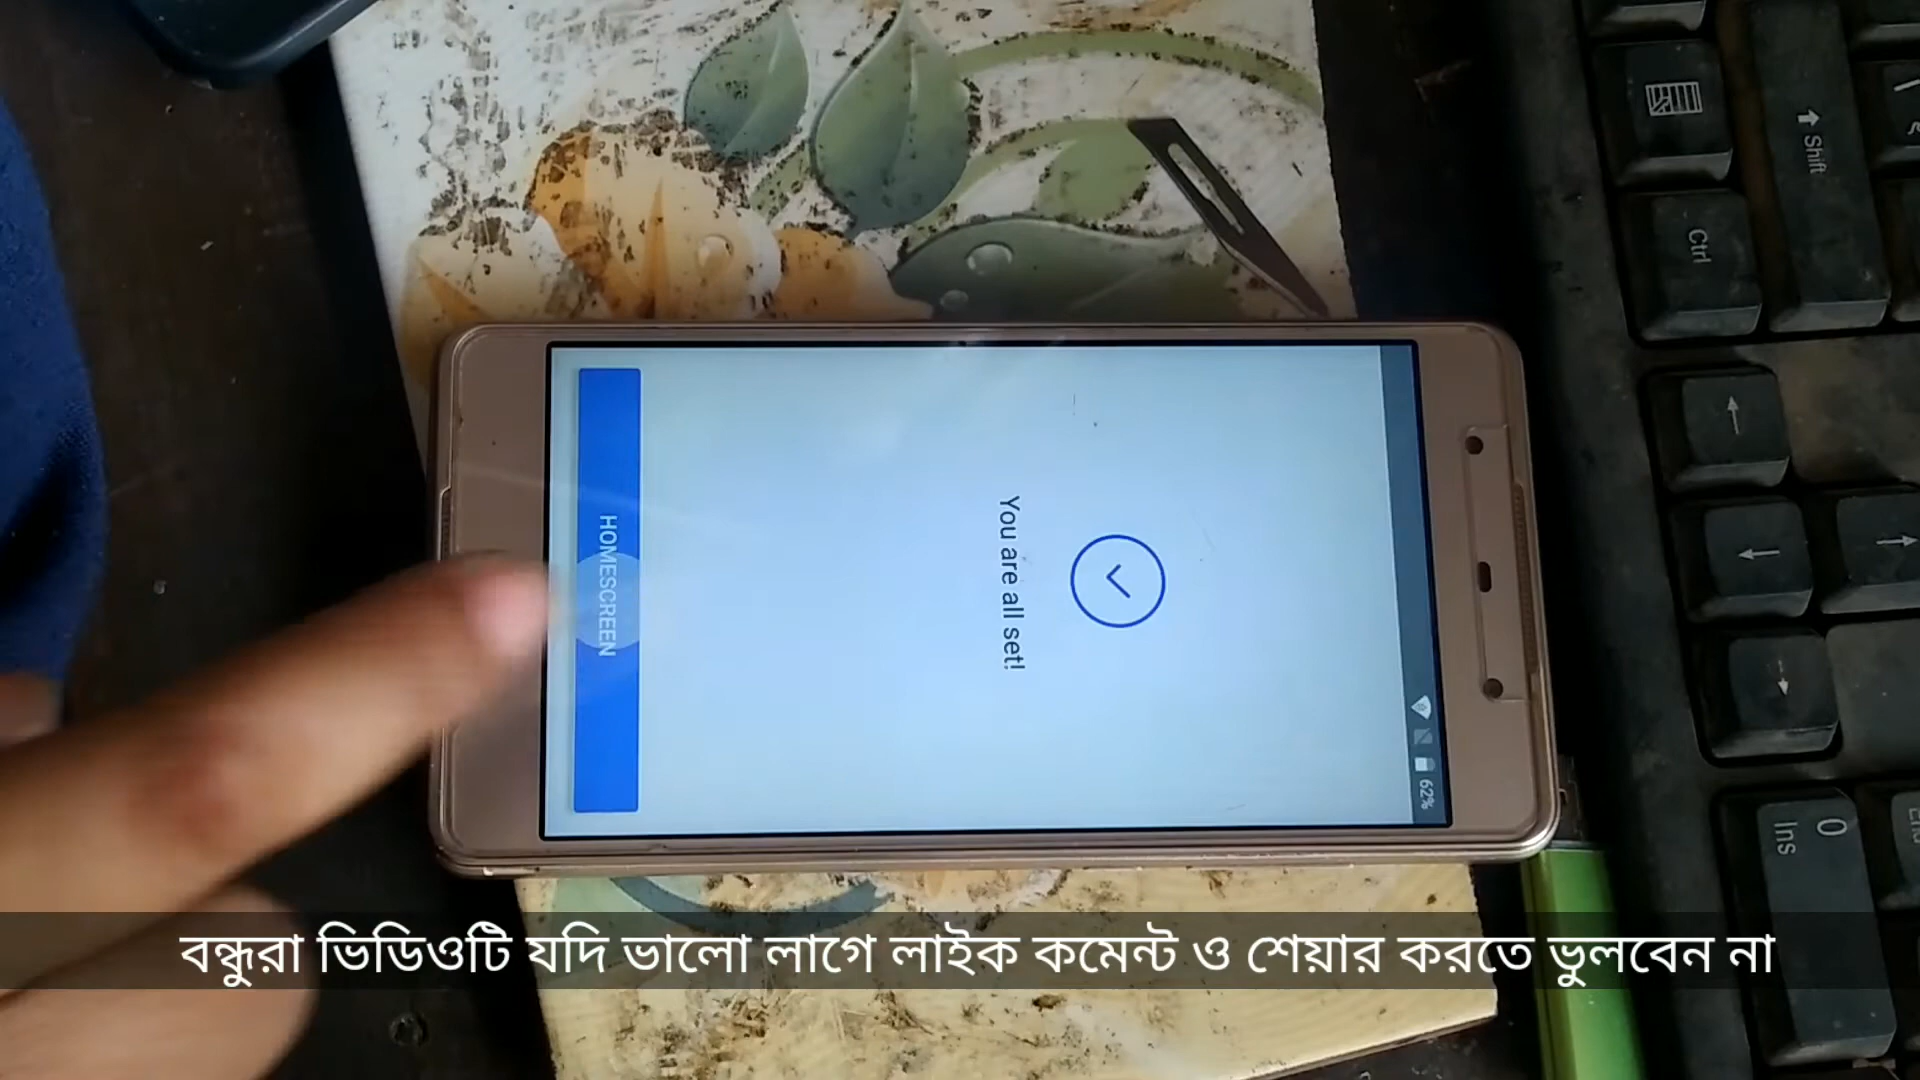 62%
You are all set!
HOMESCREEN
Shift
Ctrl
0
Ins
বন্ধুরা ভিডিওটি যদি ভালো লাগে লাইক কমেন্ট ও শেয়ার করতে ভুলবেন না